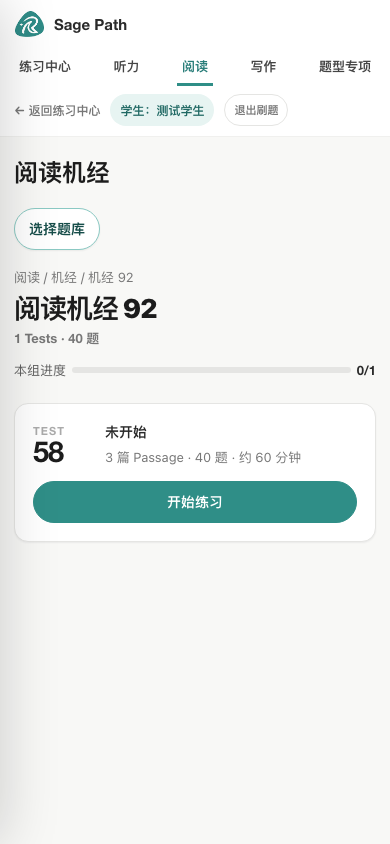 Sage Path
练习中心 听力 阅读 写作 题型专项
← 返回练习中心 学生：测试学生 退出刷题
阅读机经
选择题库
阅读 / 机经 / 机经 92
阅读机经 92
1 Tests · 40 题
本组进度 0/1
TEST
58
未开始
3 篇 Passage · 40 题 · 约 60 分钟
开始练习